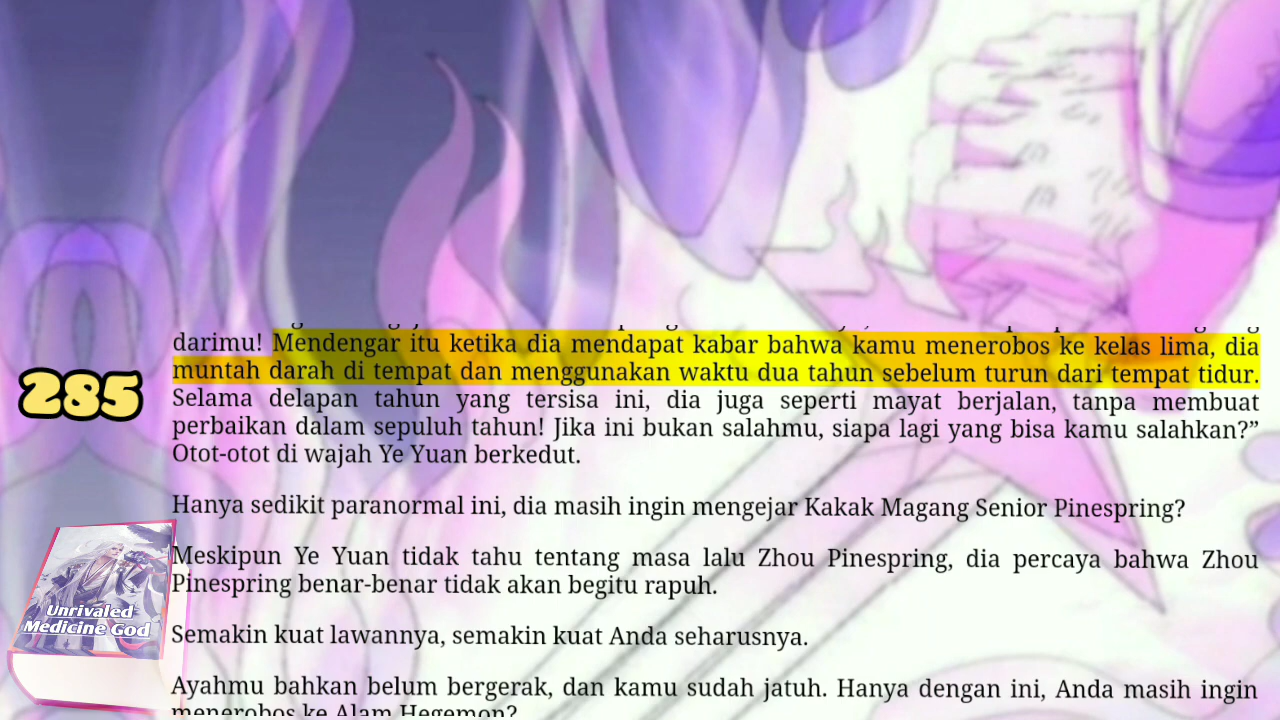 darimu! Mendengar itu ketika dia mendapat kabar bahwa kamu menerobos ke kelas lima, dia
muntah darah di tempat dan menggunakan waktu dua tahun sebelum turun dari tempat tidur.
Selama delapan tahun yang tersisa ini, dia juga seperti mayat berjalan, tanpa membuat
perbaikan dalam sepuluh tahun! Jika ini bukan salahmu, siapa lagi yang bisa kamu salahkan?”
Otot-otot di wajah Ye Yuan berkedut.
Hanya sedikit paranormal ini, dia masih ingin mengejar Kakak Magang Senior Pinespring?
Meskipun Ye Yuan tidak tahu tentang masa lalu Zhou Pinespring, dia percaya bahwa Zhou
Pinespring benar-benar tidak akan begitu rapuh.
Semakin kuat lawannya, semakin kuat Anda seharusnya.
Ayahmu bahkan belum bergerak, dan kamu sudah jatuh. Hanya dengan ini, Anda masih ingin
menerobos ke Alam Hegemon?
285
Unrivaled
Medicine God